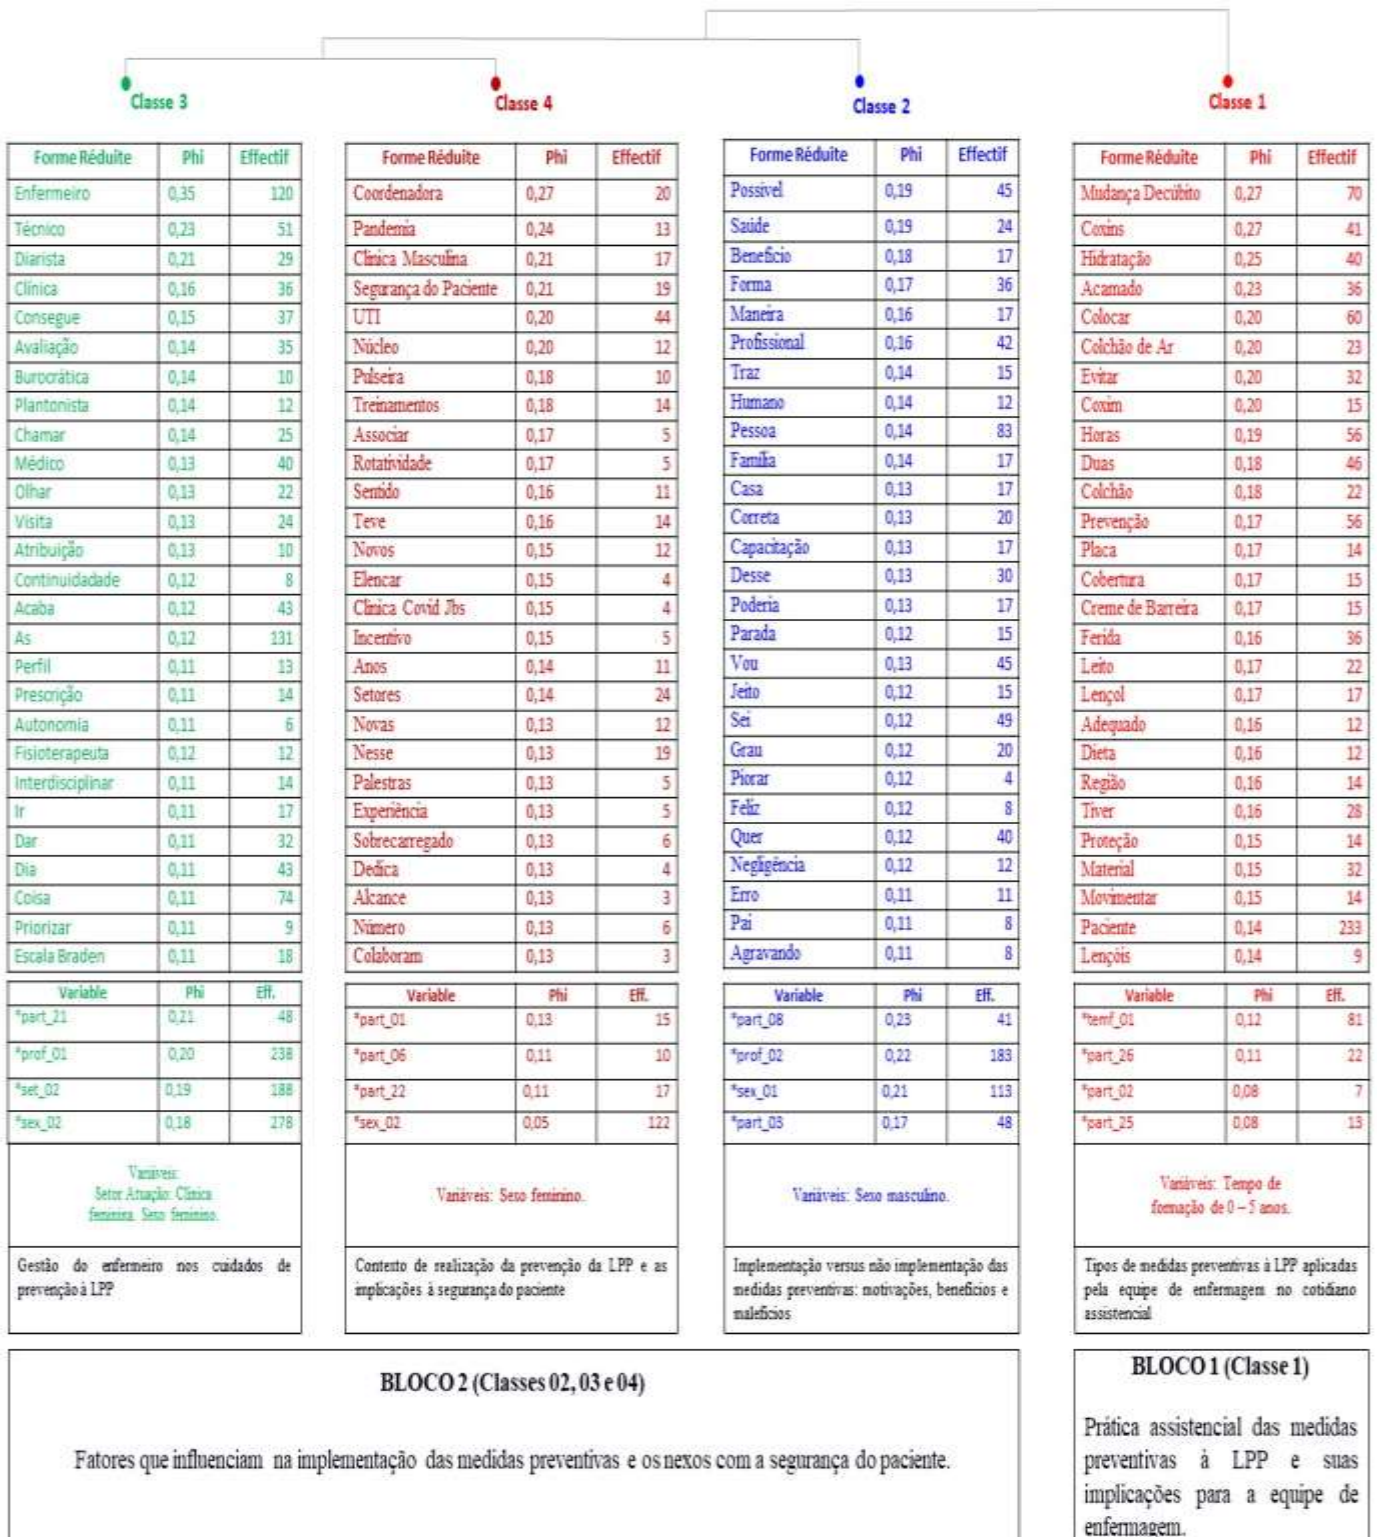 Classe 3
Forme Réduite Phi Effectif
Enfermeiro 0,35 120
Técnico 0,23 51
Diarista 0,21 29
Clínica 0,16 36
Consegue 0,15 37
Avaliação 0,14 35
Burocrática 0,14 10
Plantonista 0,14 12
Chamar 0,14 25
Médico 0,13 40
Olhar 0,13 22
Visita 0,13 24
Atribuição 0,13 10
Continuidadade 0,12 8
Acaba 0,12 43
As 0,12 131
Perfil 0,11 13
Prescrição 0,11 14
Autonomia 0,11 6
Fisioterapeuta 0,12 12
Interdisciplinar 0,11 14
Ir 0,11 17
Dar 0,11 32
Dia 0,11 43
Coisa 0,11 74
Priorizar 0,11 9
Escala Braden 0,11 18
Variable Phi Eff.
*part_21 0,21 48
*prof_01 0,20 238
*set_02 0,19 188
*sex_02 0,18 278
Variáveis:
Setor Atuação: Clínica
feminina. Sexo feminino.
Gestão do enfermeiro nos cuidados de
prevenção à LPP
Classe 4
Forme Réduite Phi Effectif
Coordenadora 0,27 20
Pandemia 0,24 13
Clínica Masculina 0,21 17
Segurança do Paciente 0,21 19
UTI 0,20 44
Núcleo 0,20 12
Pulseira 0,18 10
Treinamentos 0,18 14
Associar 0,17 5
Rotatividade 0,17 5
Sentido 0,16 11
Teve 0,16 14
Novos 0,15 12
Elencar 0,15 4
Clínica Covid Jbs 0,15 4
Incentivo 0,15 5
Anos 0,14 11
Setores 0,14 24
Novas 0,13 12
Nesse 0,13 19
Palestras 0,13 5
Experiência 0,13 5
Sobrecarregado 0,13 6
Dedica 0,13 4
Alcance 0,13 3
Número 0,13 6
Colaboram 0,13 3
Variable Phi Eff.
*part_01 0,13 15
*part_06 0,11 10
*part_22 0,11 17
*sex_02 0,05 122
Variáveis: Sexo feminino.
Contexto de realização da prevenção da LPP e as
implicações à segurança do paciente
Classe 2
Forme Réduite Phi Effectif
Possível 0,19 45
Saúde 0,19 24
Benefício 0,18 17
Forma 0,17 36
Maneira 0,16 17
Profissional 0,16 42
Traz 0,14 15
Humano 0,14 12
Pessoa 0,14 83
Família 0,14 17
Casa 0,13 17
Correta 0,13 20
Capacitação 0,13 17
Desse 0,13 30
Poderia 0,13 17
Parada 0,12 15
Vou 0,13 45
Jeito 0,12 15
Sei 0,12 49
Grau 0,12 20
Piorar 0,12 4
Feliz 0,12 8
Quer 0,12 40
Negligência 0,12 12
Erro 0,11 11
Pai 0,11 8
Agravando 0,11 8
Variable Phi Eff.
*part_08 0,23 41
*prof_02 0,22 183
*sex_01 0,21 113
*part_03 0,17 48
Variáveis: Sexo masculino.
Implementação versus não implementação das
medidas preventivas: motivações, benefícios e
malefícios
Classe 1
Forme Réduite Phi Effectif
Mudança Decúbito 0,27 70
Coxins 0,27 41
Hidratação 0,25 40
Acamado 0,23 36
Colocar 0,20 60
Colchão de Ar 0,20 23
Evitar 0,20 32
Coxim 0,20 15
Horas 0,19 56
Duas 0,18 46
Colchão 0,18 22
Prevenção 0,17 56
Placa 0,17 14
Cobertura 0,17 15
Creme de Barreira 0,17 15
Ferida 0,16 36
Leito 0,17 22
Lençol 0,17 17
Adequado 0,16 12
Dieta 0,16 12
Região 0,16 14
Tiver 0,16 28
Proteção 0,15 14
Material 0,15 32
Movimentar 0,15 14
Paciente 0,14 233
Lençóis 0,14 9
Variable Phi Eff.
*temf_01 0,12 81
*part_26 0,11 22
*part_02 0,08 7
*part_25 0,08 13
Variáveis: Tempo de
formação de 0 – 5 anos.
Tipos de medidas preventivas à LPP aplicadas
pela equipe de enfermagem no cotidiano
assistencial
BLOCO 2 (Classes 02, 03 e 04)
Fatores que influenciam na implementação das medidas preventivas e os nexos com a segurança do paciente.
BLOCO 1 (Classe 1)
Prática assistencial das medidas
preventivas à LPP e suas
implicações para a equipe de
enfermagem.